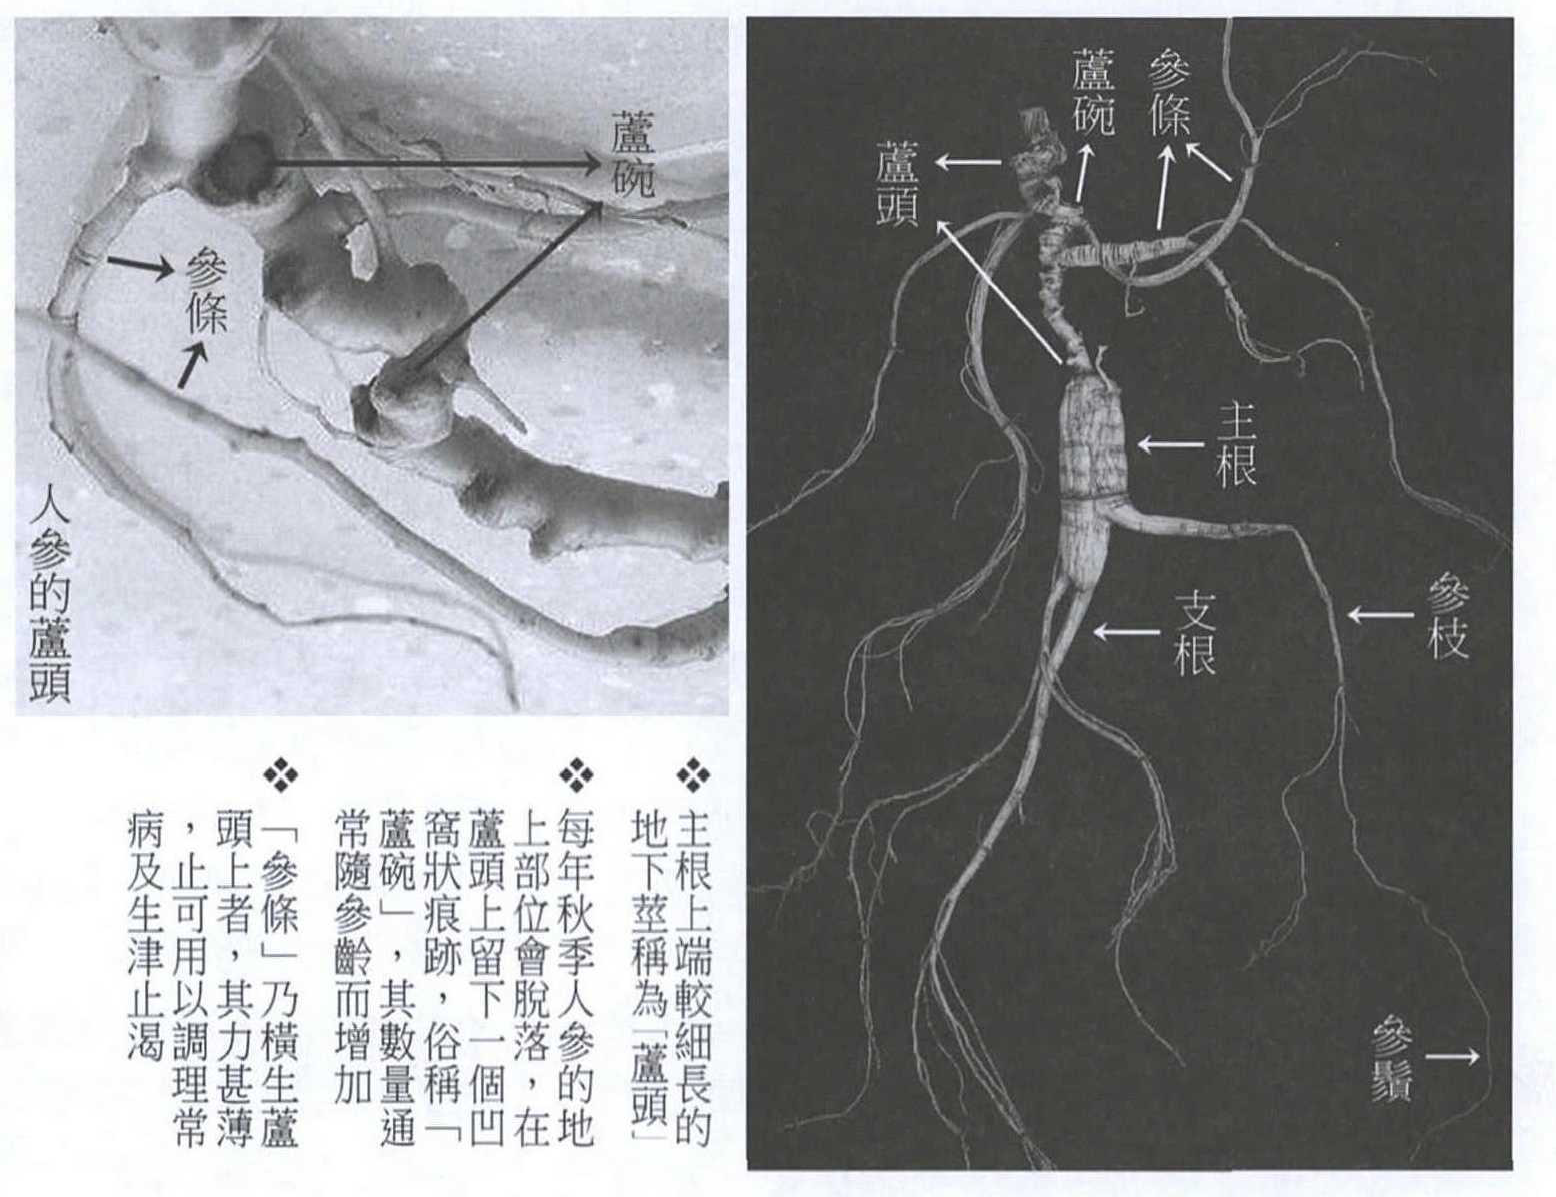 蘆碗
參條
蘆頭
主根
支根
參枝
參鬚
蘆碗
參條
人參的蘆頭
❖主根上端較細長的
地下莖稱為「蘆頭」
❖每年秋季人參的地
上部位會脫落，在
蘆頭上留下一個凹
窩狀痕跡，俗稱「
蘆碗」，其數量通
常隨參齡而增加
❖「參條」乃橫生蘆
頭上者，其力甚薄
，止可用以調理常
病及生津止渴